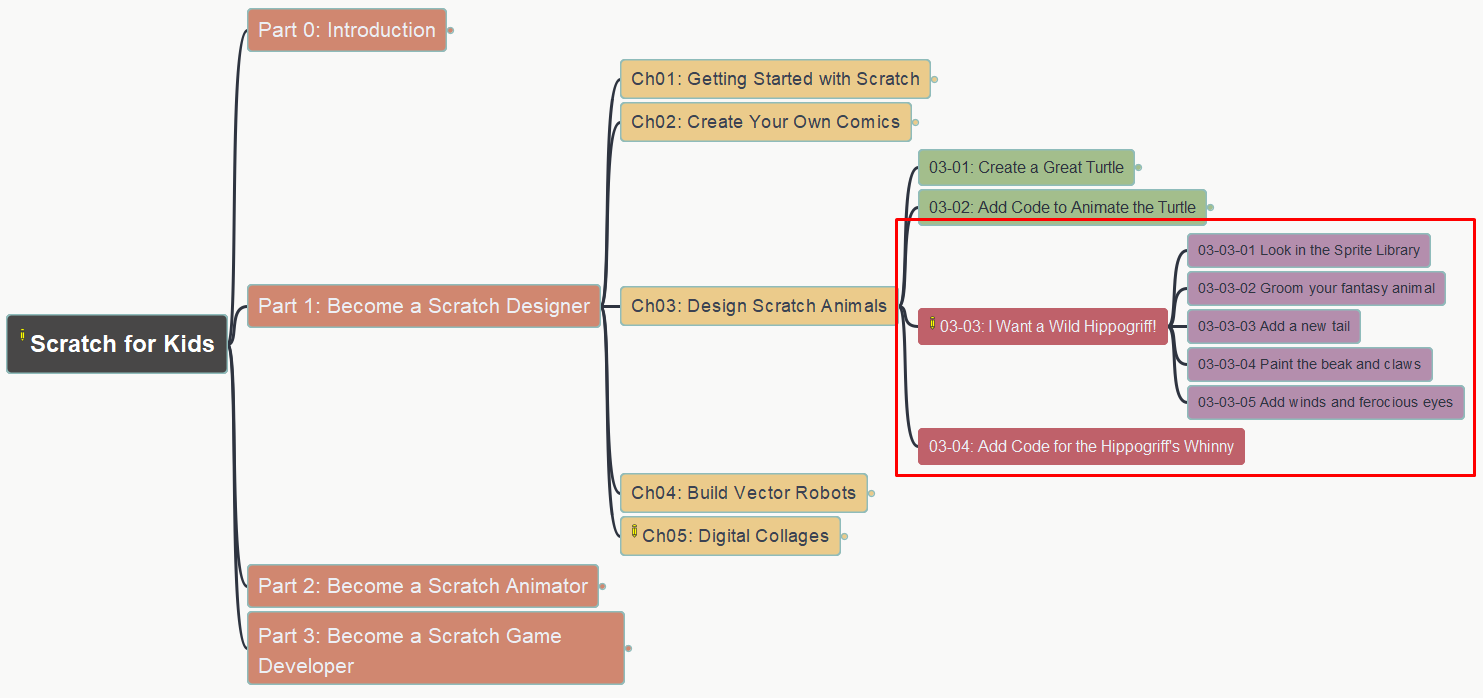 Scratch for Kids
Part 0: Introduction
Part 1: Become a Scratch Designer
Ch01: Getting Started with Scratch
Ch02: Create Your Own Comics
Ch03: Design Scratch Animals
03-01: Create a Great Turtle
03-02: Add Code to Animate the Turtle
03-03: I Want a Wild Hippogriff!
03-03-01 Look in the Sprite Library
03-03-02 Groom your fantasy animal
03-03-03 Add a new tail
03-03-04 Paint the beak and claws
03-03-05 Add winds and ferocious eyes
03-04: Add Code for the Hippogriff's Whinny
Ch04: Build Vector Robots
Ch05: Digital Collages
Part 2: Become a Scratch Animator
Part 3: Become a Scratch Game
Developer